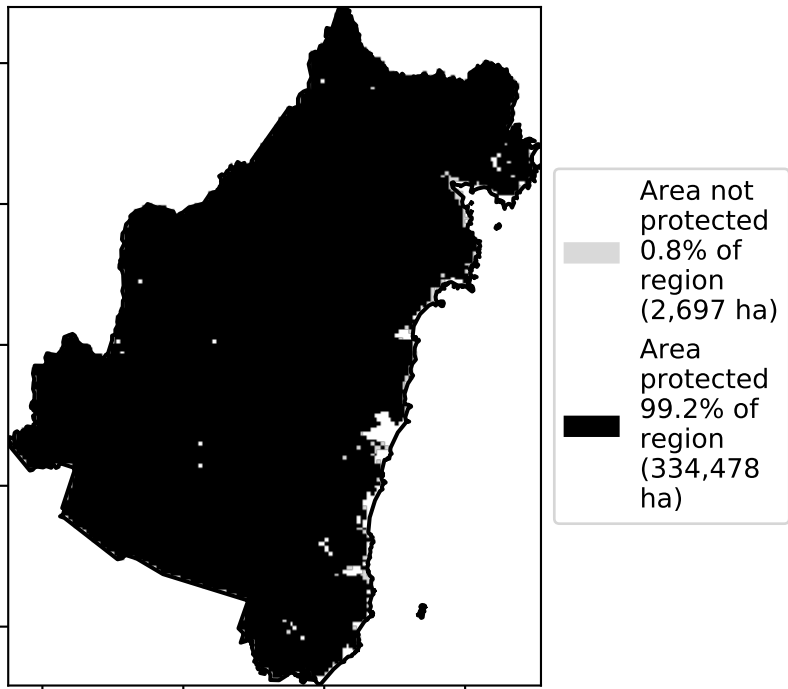 Area not
protected
0.8% of
region
(2,697 ha)
Area
protected
99.2% of
region
(334,478
ha)